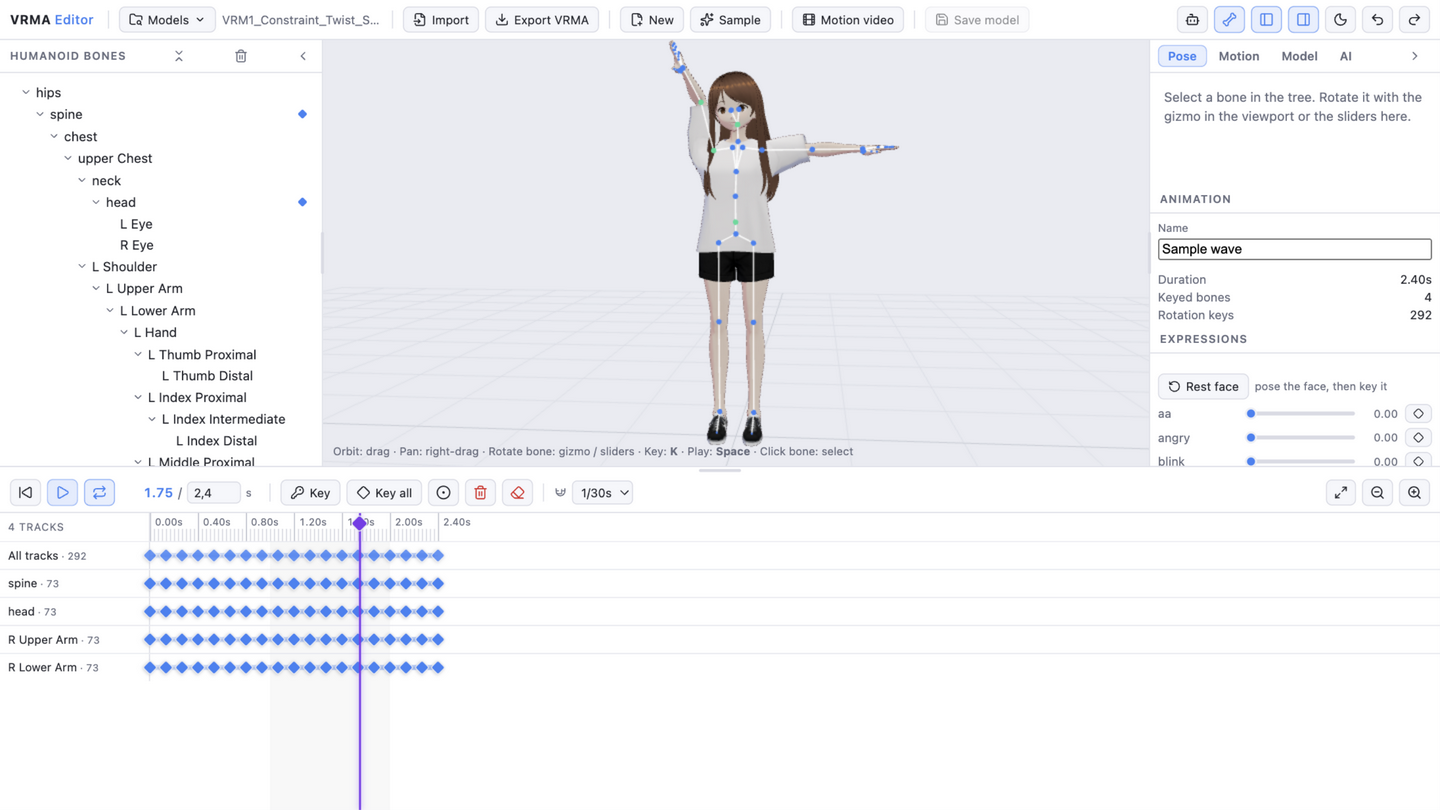 VRMA Editor
Models
VRM1_Constraint_Twist_S...
Import
Export VRMA
New
Sample
Motion video
Save model
HUMANOID BONES
hips
spine
chest
upper Chest
neck
head
L Eye
R Eye
L Shoulder
L Upper Arm
L Lower Arm
L Hand
L Thumb Proximal
L Thumb Distal
L Index Proximal
L Index Intermediate
L Index Distal
L Middle Proximal
Orbit: drag · Pan: right-drag · Rotate bone: gizmo / sliders · Key: K · Play: Space · Click bone: select
Pose Motion Model AI
Select a bone in the tree. Rotate it with the
gizmo in the viewport or the sliders here.
ANIMATION
Name
Sample wave
Duration 2.40s
Keyed bones 4
Rotation keys 292
EXPRESSIONS
Rest face pose the face, then key it
aa 0.00
angry 0.00
blink 0.00
1.75 / 2,4 s
Key
Key all
1/30s
4 TRACKS
0.00s 0.40s 0.80s 1.20s 2.00s 2.40s
All tracks · 292
spine · 73
head · 73
R Upper Arm · 73
R Lower Arm · 73